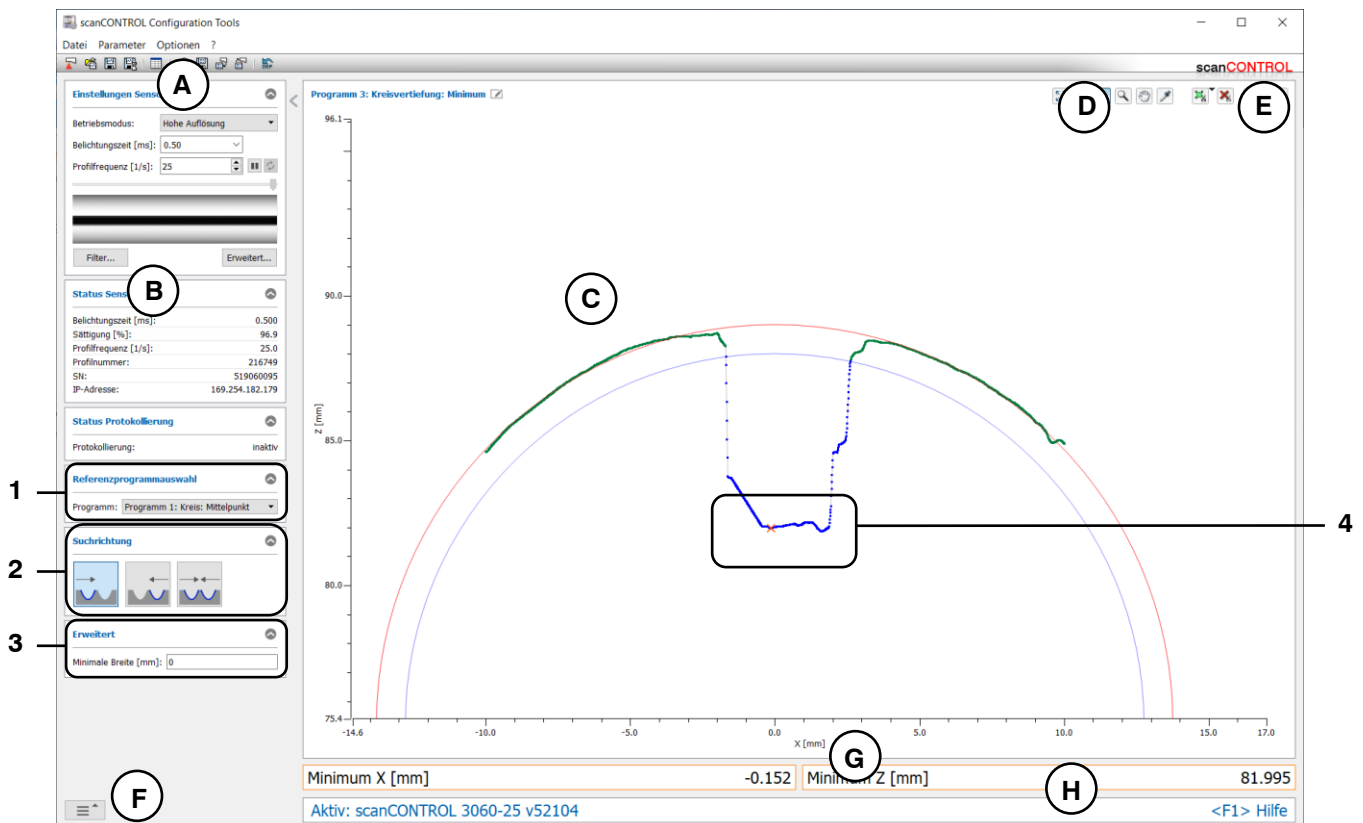 scanCONTROL Configuration Tools
Datei Parameter Optionen ?
scanCONTROL
A
Einstellungen Sens
Betriebsmodus: Hohe Auflösung
Belichtungszeit [ms]: 0.50
Profilfrequenz [1/s]: 25
Filter... Erweitert...
B
Status Sens
Belichtungszeit [ms]: 0.500
Sättigung [%]: 96.9
Profilfrequenz [1/s]: 25.0
Profilnummer: 216749
SN: 519060095
IP-Adresse: 169.254.182.179
Status Protokollierung
Protokollierung: inaktiv
1
Referenzprogrammauswahl
Programm: Programm 1: Kreis: Mittelpunkt
2
Suchrichtung
3
Erweitert
Minimale Breite [mm]: 0
F
Programm 3: Kreisvertiefung: Minimum
D
E
C
4
96.1
90.0
85.0
80.0
75.4
Z [mm]
-14.6 -10.0 -5.0 0.0 5.0 10.0 15.0 17.0
X [mm]
G
H
Minimum X [mm] -0.152
Minimum Z [mm] 81.995
Aktiv: scanCONTROL 3060-25 v52104 <F1> Hilfe